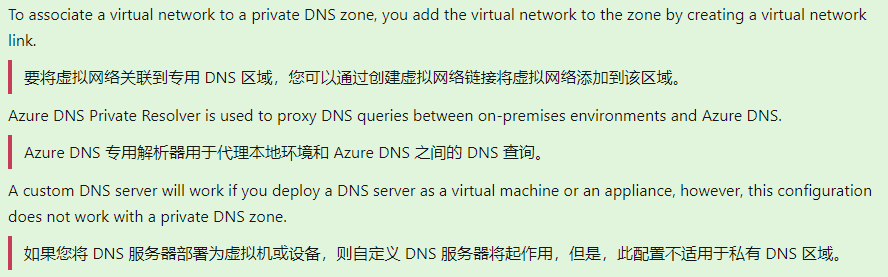 To associate a virtual network to a private DNS zone, you add the virtual network to the zone by creating a virtual network
link.
要将虚拟网络关联到专用 DNS 区域，您可以通过创建虚拟网络链接将虚拟网络添加到该区域。
Azure DNS Private Resolver is used to proxy DNS queries between on-premises environments and Azure DNS.
Azure DNS 专用解析器用于代理本地环境和 Azure DNS 之间的 DNS 查询。
A custom DNS server will work if you deploy a DNS server as a virtual machine or an appliance, however, this configuration
does not work with a private DNS zone.
如果您将 DNS 服务器部署为虚拟机或设备，则自定义 DNS 服务器将起作用，但是，此配置不适用于私有 DNS 区域。